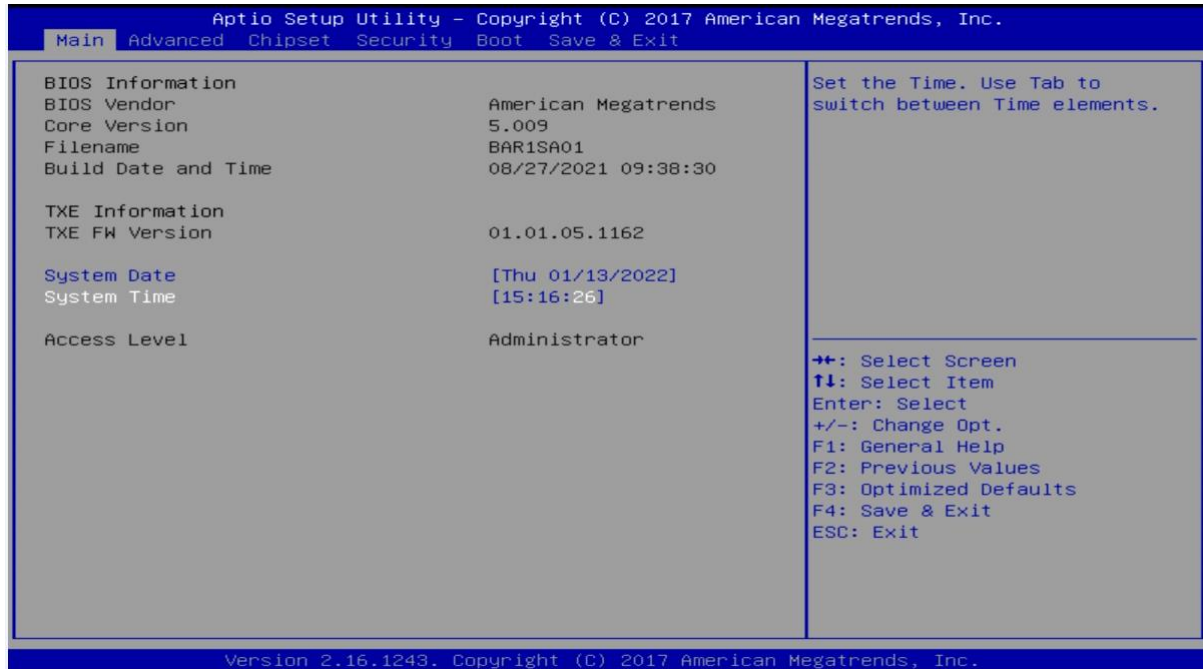 Aptio Setup Utility – Copyright (C) 2017 American Megatrends, Inc.
Main Advanced Chipset Security Boot Save & Exit
BIOS Information
BIOS Vendor American Megatrends
Core Version 5.009
Filename BAR1SA01
Build Date and Time 08/27/2021 09:38:30
TXE Information
TXE FW Version 01.01.05.1162
System Date [Thu 01/13/2022]
System Time [15:16:26]
Access Level Administrator
Set the Time. Use Tab to
switch between Time elements.
→←: Select Screen
↑↓: Select Item
Enter: Select
+/-: Change Opt.
F1: General Help
F2: Previous Values
F3: Optimized Defaults
F4: Save & Exit
ESC: Exit
Version 2.16.1243. Copyright (C) 2017 American Megatrends, Inc.